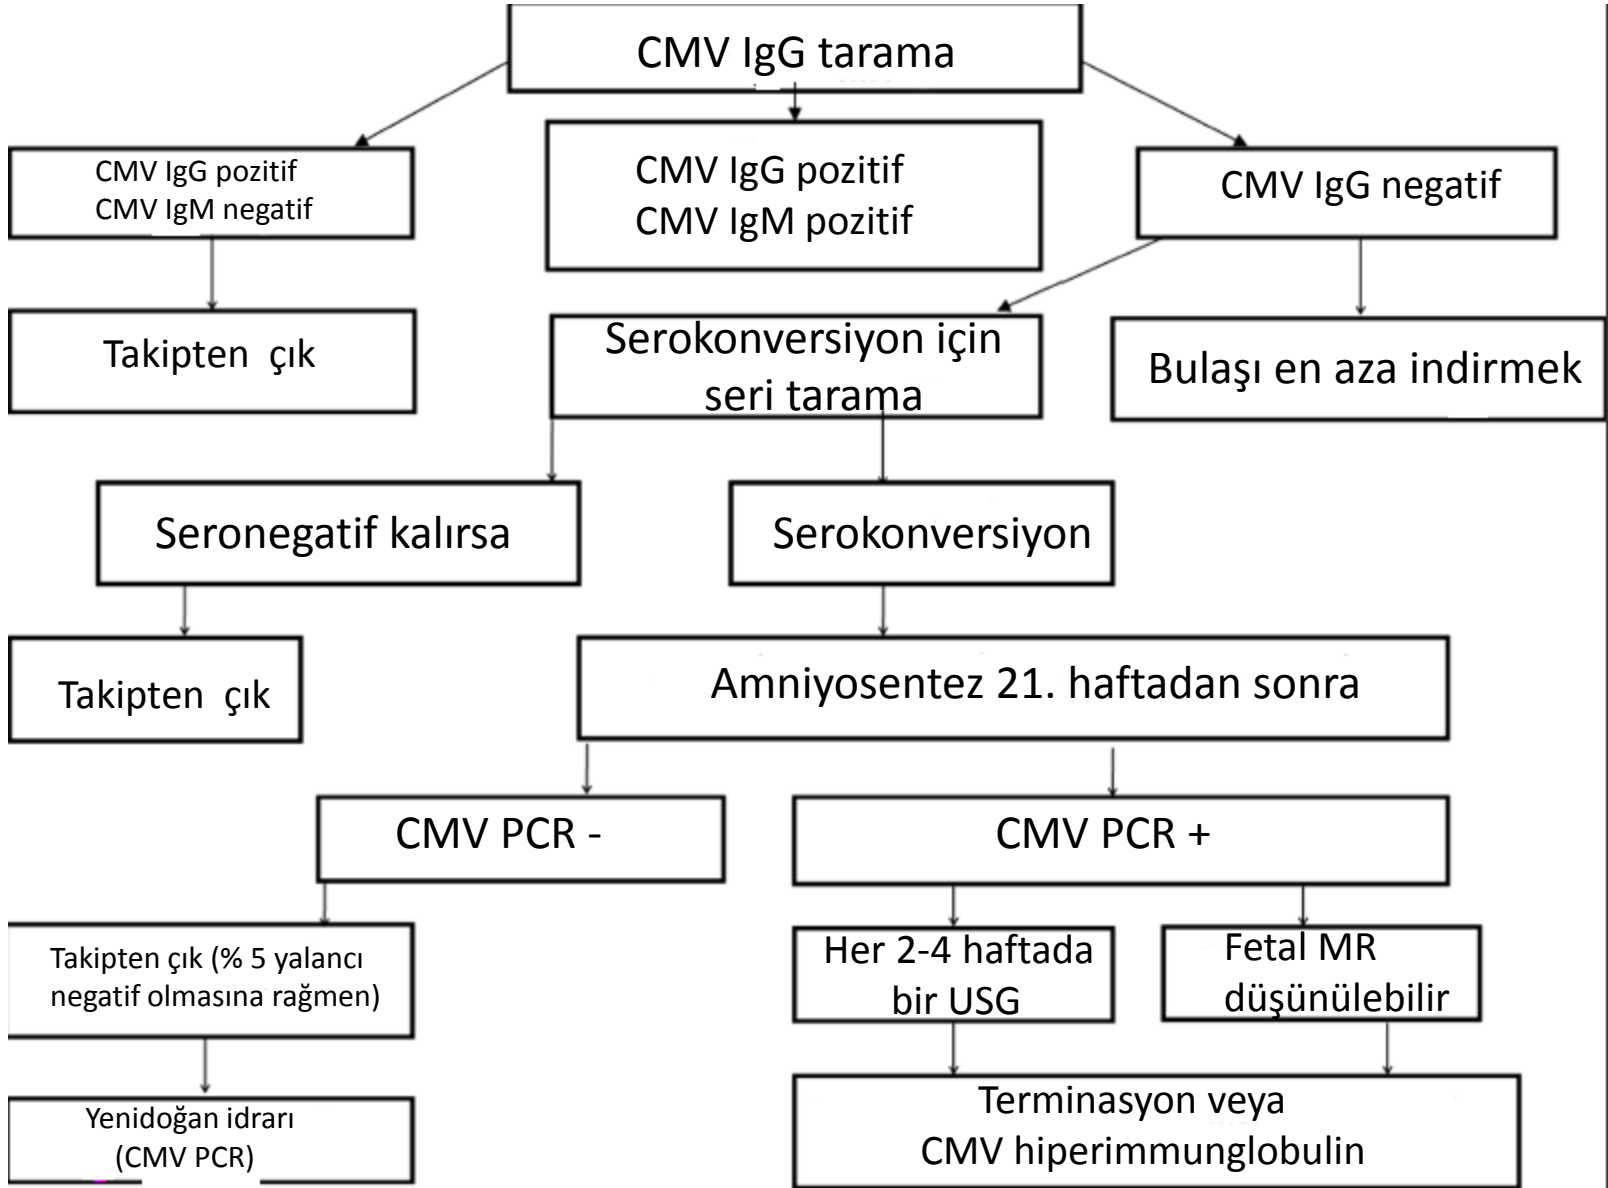 CMV IgG tarama
CMV IgG pozitif
CMV IgM negatif
CMV IgG pozitif
CMV IgM pozitif
CMV IgG negatif
Takipten çık
Serokonversiyon için
seri tarama
Bulaşı en aza indirmek
Seronegatif kalırsa
Serokonversiyon
Takipten çık
Amniyosentez 21. haftadan sonra
CMV PCR -
CMV PCR +
Takipten çık (% 5 yalancı
negatif olmasına rağmen)
Her 2-4 haftada
bir USG
Fetal MR
düşünülebilir
Yenidoğan idrarı
(CMV PCR)
Terminasyon veya
CMV hiperimmunglobulin